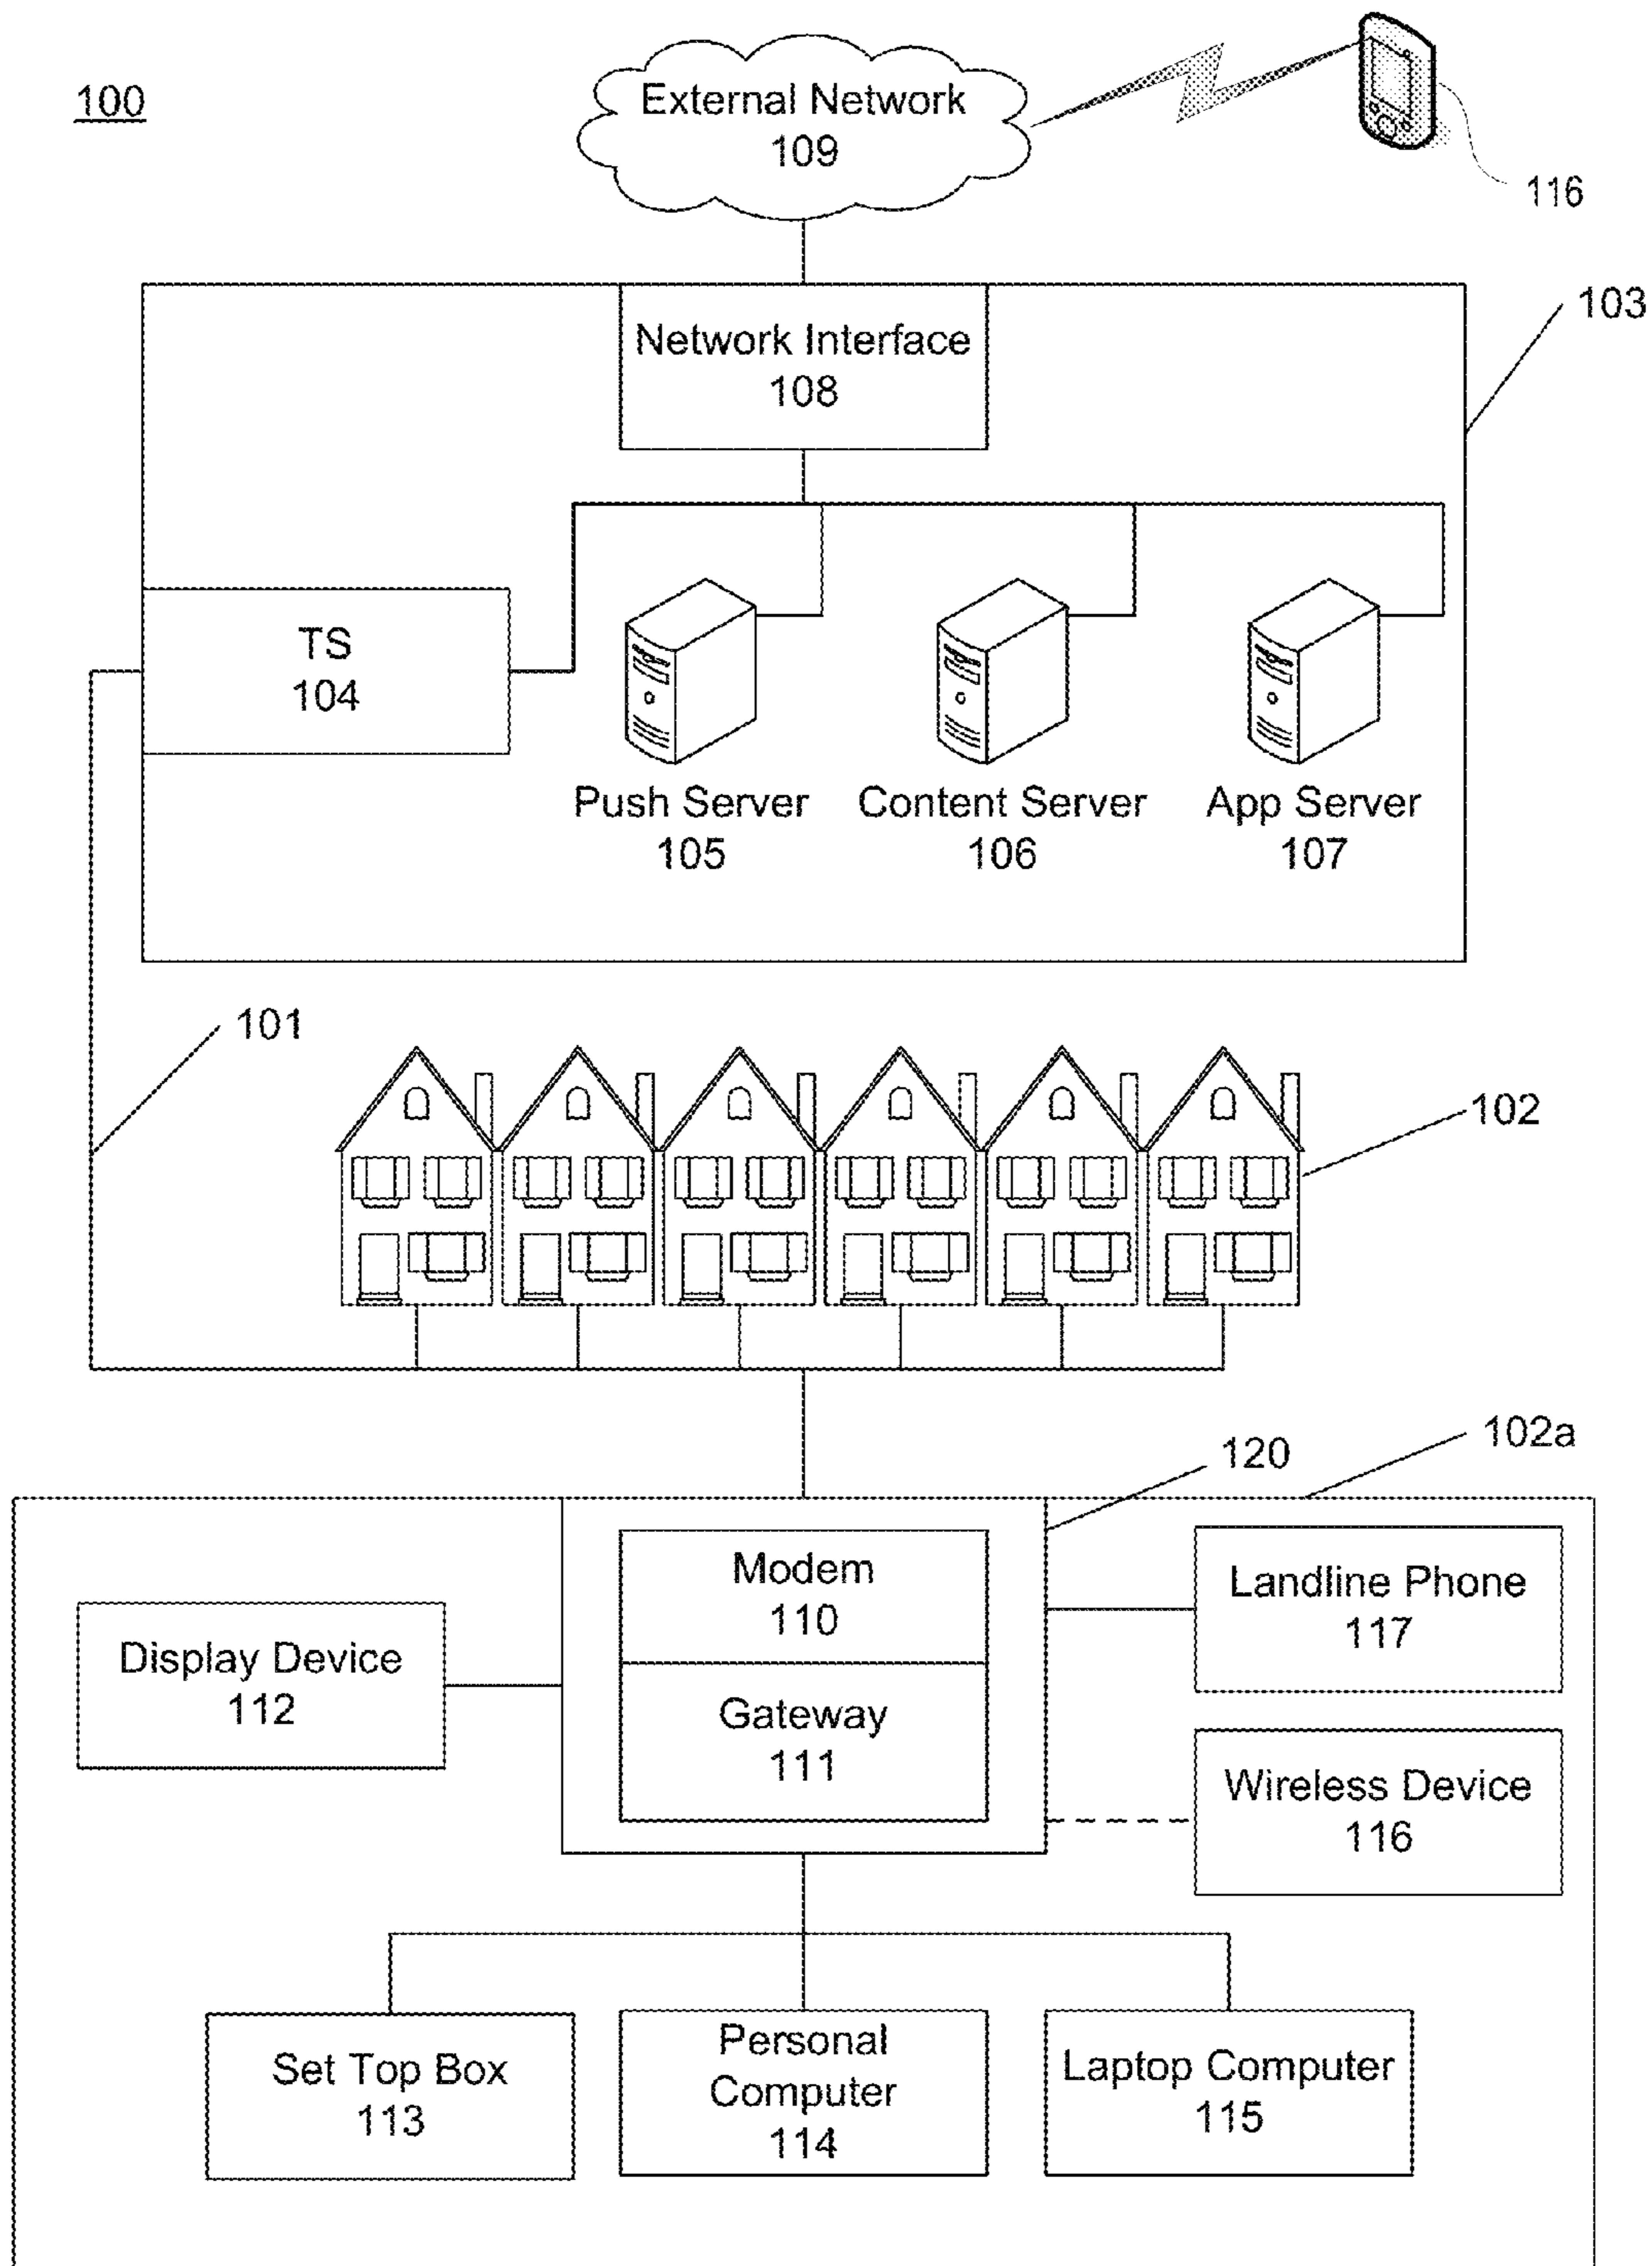 100
External Network
109
116
103
Network Interface
108
TS
104
Push Server
105
Content Server
106
App Server
107
101
102
102a
120
Modem
110
Landline Phone
117
Display Device
112
Gateway
111
Wireless Device
116
Set Top Box
113
Personal
Computer
114
Laptop Computer
115